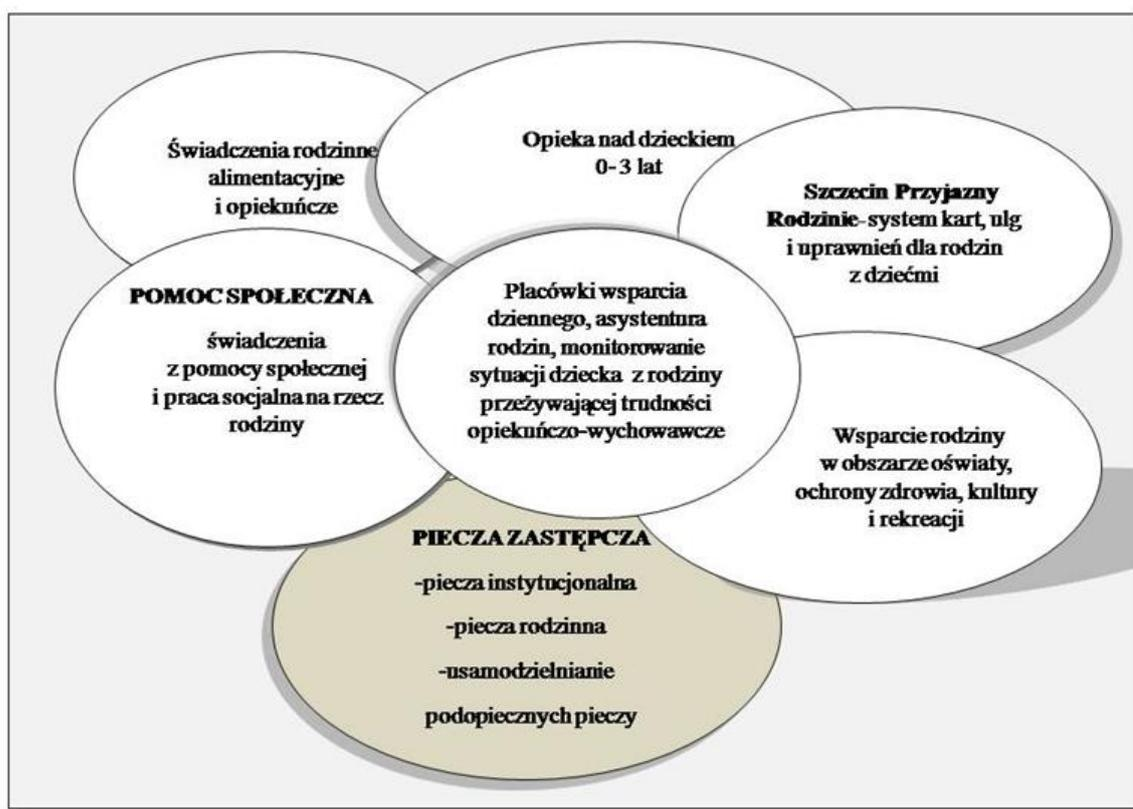 Świadczenia rodzinne
alimentacyjne
i opiekuńcze
Opieka nad dzieckiem
0-3 lat
Szczecin Przyjazny
Rodzinie-system kart, ulg
i uprawnień dla rodzin
z dziećmi
POMOC SPOŁECZNA
świadczenia
z pomocy społecznej
i praca socjalna na rzecz
rodziny
Placówki wsparcia
dziennego, asystentura
rodzin, monitorowanie
sytuacji dziecka z rodziny
przeżywającej trudności
opiekuńczo-wychowawcze
Wsparcie rodziny
w obszarze oświaty,
ochrony zdrowia, kultury
i rekreacji
PIECZA ZASTĘPCZA
-piecza instytucjonalna
-piecza rodzinna
-usamodzielnianie
podopiecznych pieczy